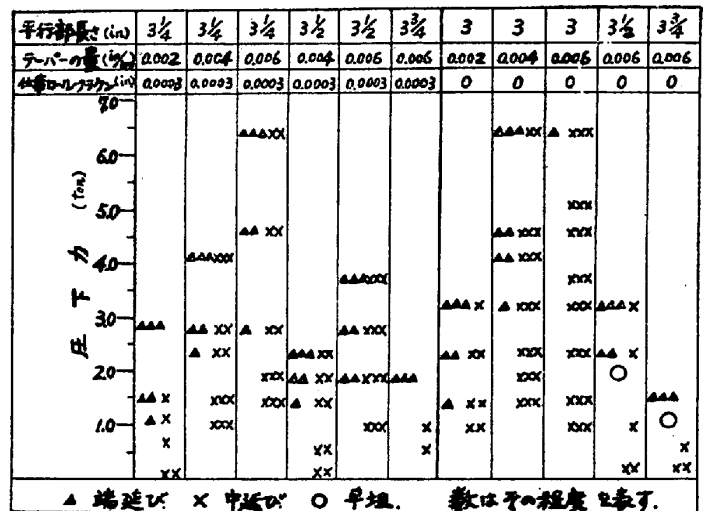 平行部長さ(in) 3¼ 3¼ 3¼ 3½ 3½ 3¾ 3 3 3 3½ 3¾
テーパーの量(in/in) 0.002 0.004 0.006 0.004 0.006 0.006 0.002 0.004 0.006 0.006 0.006
仕事ロールクラウン(in) 0.0003 0.0003 0.0003 0.0003 0.0003 0.0003 0 0 0 0 0
圧下力 (ton)
7.0
6.0
5.0
4.0
3.0
2.0
1.0
▲ 端延び × 中延び ○ 平坦. 数はその程度を表す.